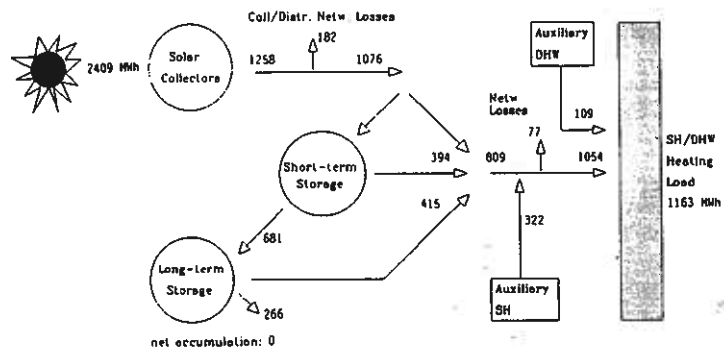 Coll/Distr. Netw Losses
182
2409 MWh
Solar
Collectors
1258
1076
Auxiliary
DHW
109
Netw
Losses
77
SH/DHW
Heating
Load
1163 MWh
Short-term
Storage
394
809
1054
415
322
681
Long-term
Storage
266
Auxiliary
SH
net accumulation: 0